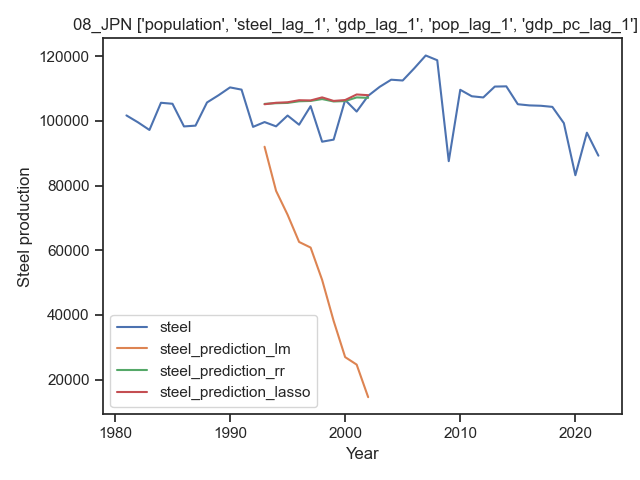 08_JPN ['population', 'steel_lag_1', 'gdp_lag_1', 'pop_lag_1', 'gdp_pc_lag_1']
120000
100000
80000
60000
40000
20000
Steel production
steel
steel_prediction_lm
steel_prediction_rr
steel_prediction_lasso
1980 1990 2000 2010 2020
Year